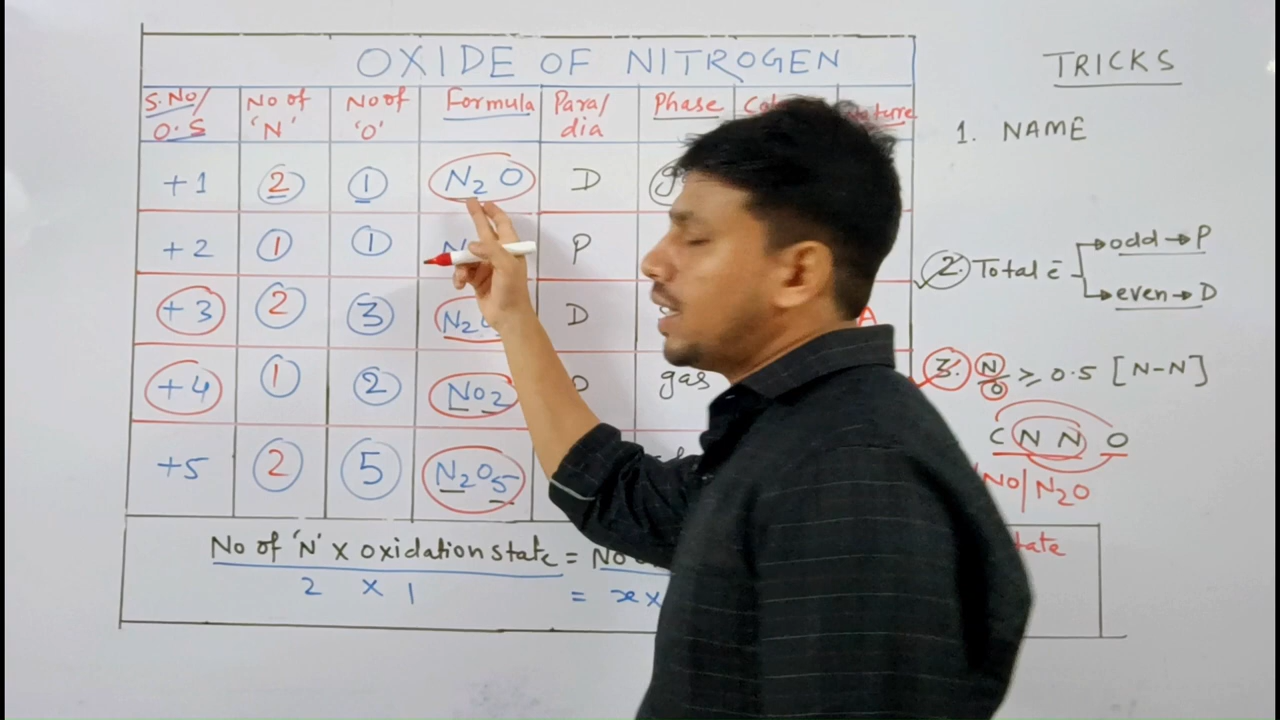 OXIDE OF NITROGEN
S.No/ O.S
No of 'N'
No of 'O'
Formula
Para/ dia
Phase
+1 2 1 N2O D
+2 1 1 P
+3 2 3 D A
+4 1 2 NO2 gas
+5 2 5 N2O5
No of 'N' x oxidation state =
2 x 1 = x x
TRICKS
1. NAME
2. Total ē odd → P
even → D
3. N/O ⩾ 0.5 [N-N]
C N N O
NO|N2O